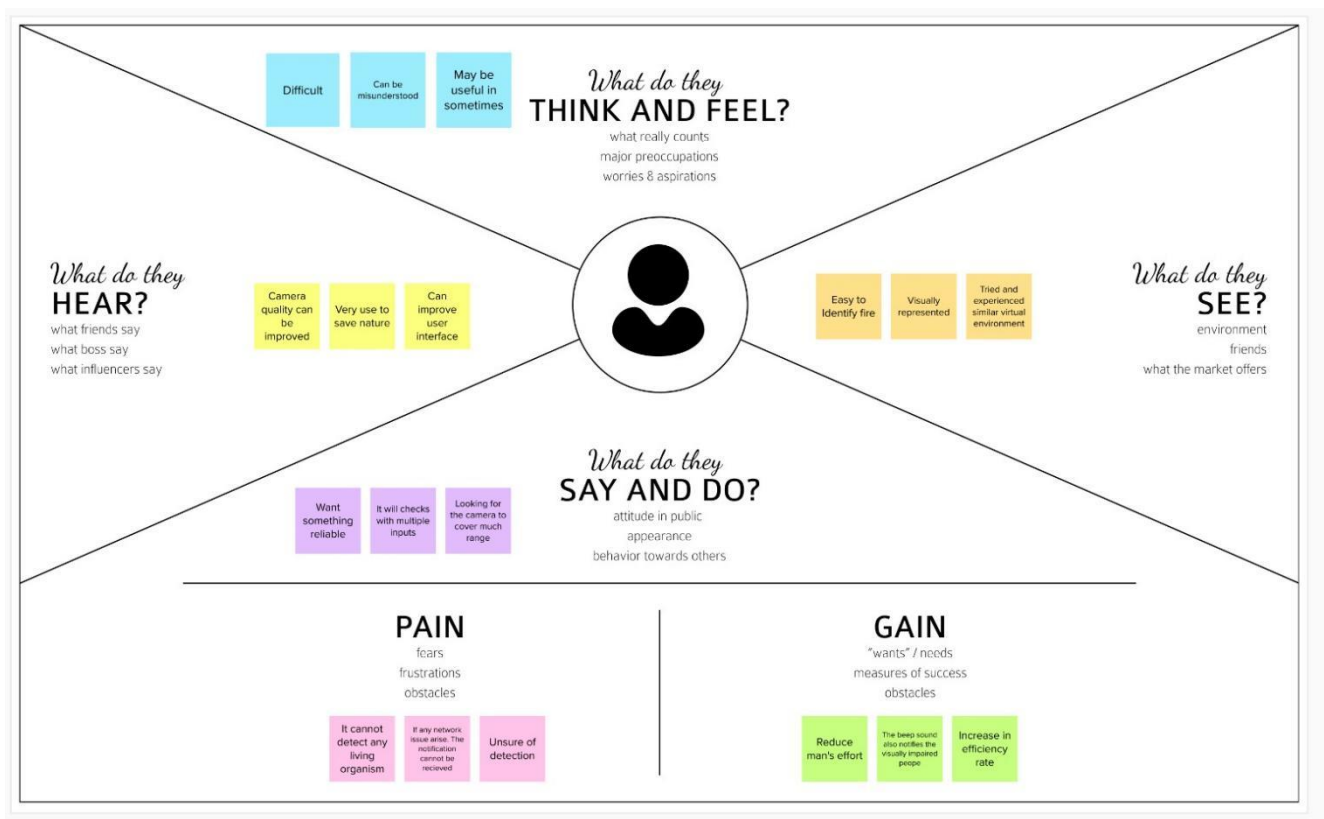 Difficult
Can be
misunderstood
May be
useful in
sometimes
What do they
THINK AND FEEL?
what really counts
major preoccupations
worries & aspirations
What do they
HEAR?
what friends say
what boss say
what influencers say
Camera
quality can
be
improved
Very use to
save nature
Can
improve
user
interface
Easy to
Identify fire
Visually
represented
Tried and
experienced
similar virtual
environment
What do they
SEE?
environment
friends
what the market offers
What do they
SAY AND DO?
attitude in public
appearance
behavior towards others
Want
something
reliable
It will checks
with multiple
inputs
Looking for
the camera to
cover much
range
PAIN
fears
frustrations
obstacles
It cannot
detect any
living
organism
If any network
issue arise. The
notification
cannot be
recieved
Unsure of
detection
GAIN
"wants" / needs
measures of success
obstacles
Reduce
man's effort
The beep sound
also notifies the
visually impaired
peope
Increase in
efficiency
rate